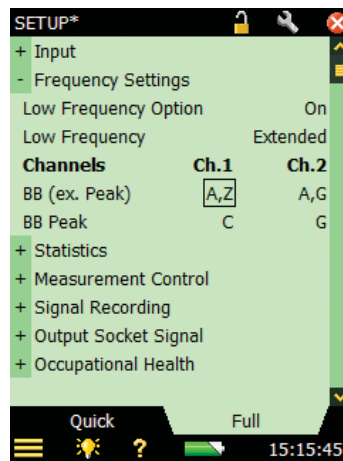 SETUP*
+ Input
- Frequency Settings
Low Frequency Option On
Low Frequency Extended
Channels Ch.1 Ch.2
BB (ex. Peak) A,Z A,G
BB Peak C G
+ Statistics
+ Measurement Control
+ Signal Recording
+ Output Socket Signal
+ Occupational Health
Quick Full
? 15:15:45